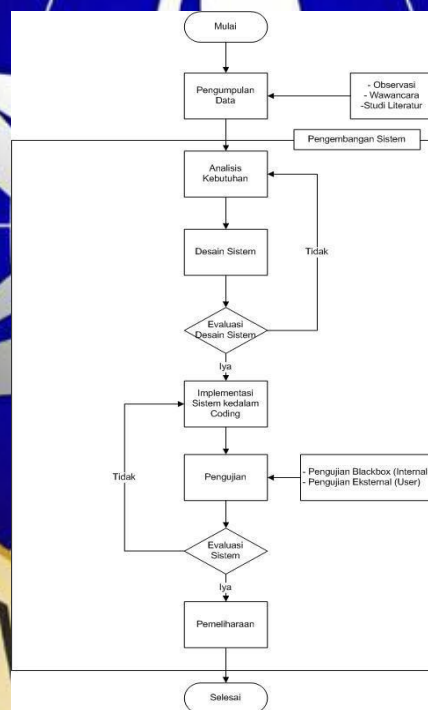 Mulai
Pengumpulan
Data
- Observasi
- Wawancara
-Studi Literatur
Pengembangan Sistem
Analisis
Kebutuhan
Desain Sistem
Tidak
Evaluasi
Desain Sistem
Iya
Implementasi
Sistem kedalam
Coding
Tidak
Pengujian
- Pengujian Blackbox (Internal
- Pengujian Eksternal (User)
Evaluasi
Sistem
Iya
Pemeliharaan
Selesai